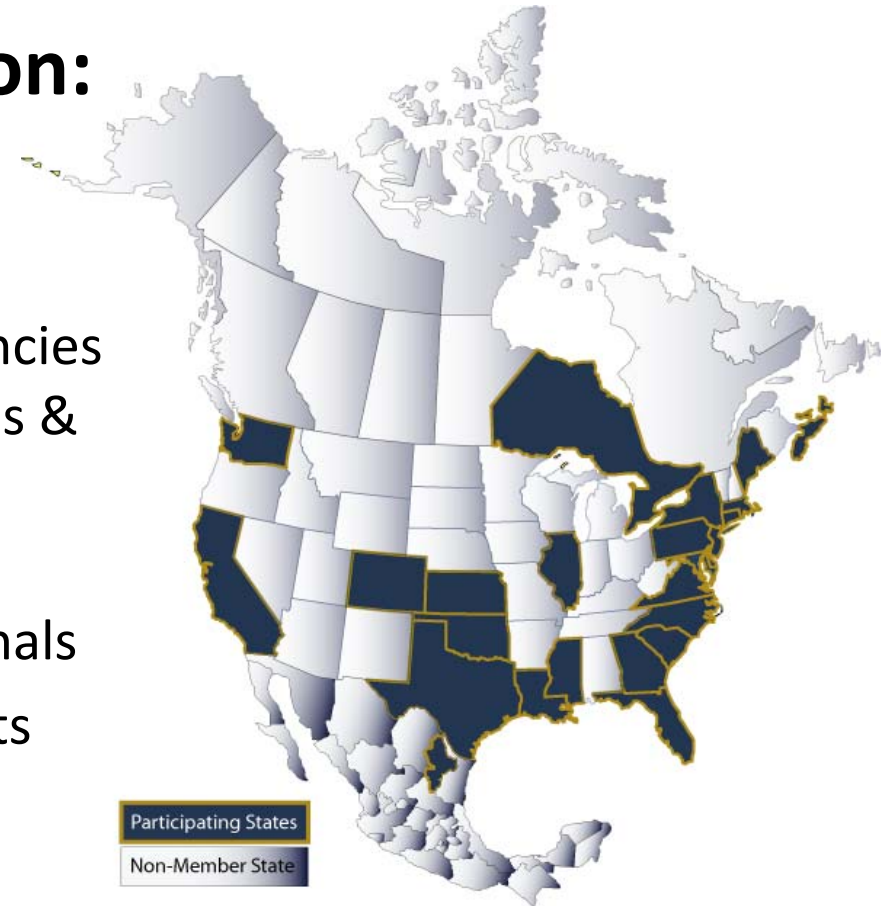 on:
ncies
s &
nals
ts
Participating States
Non-Member State